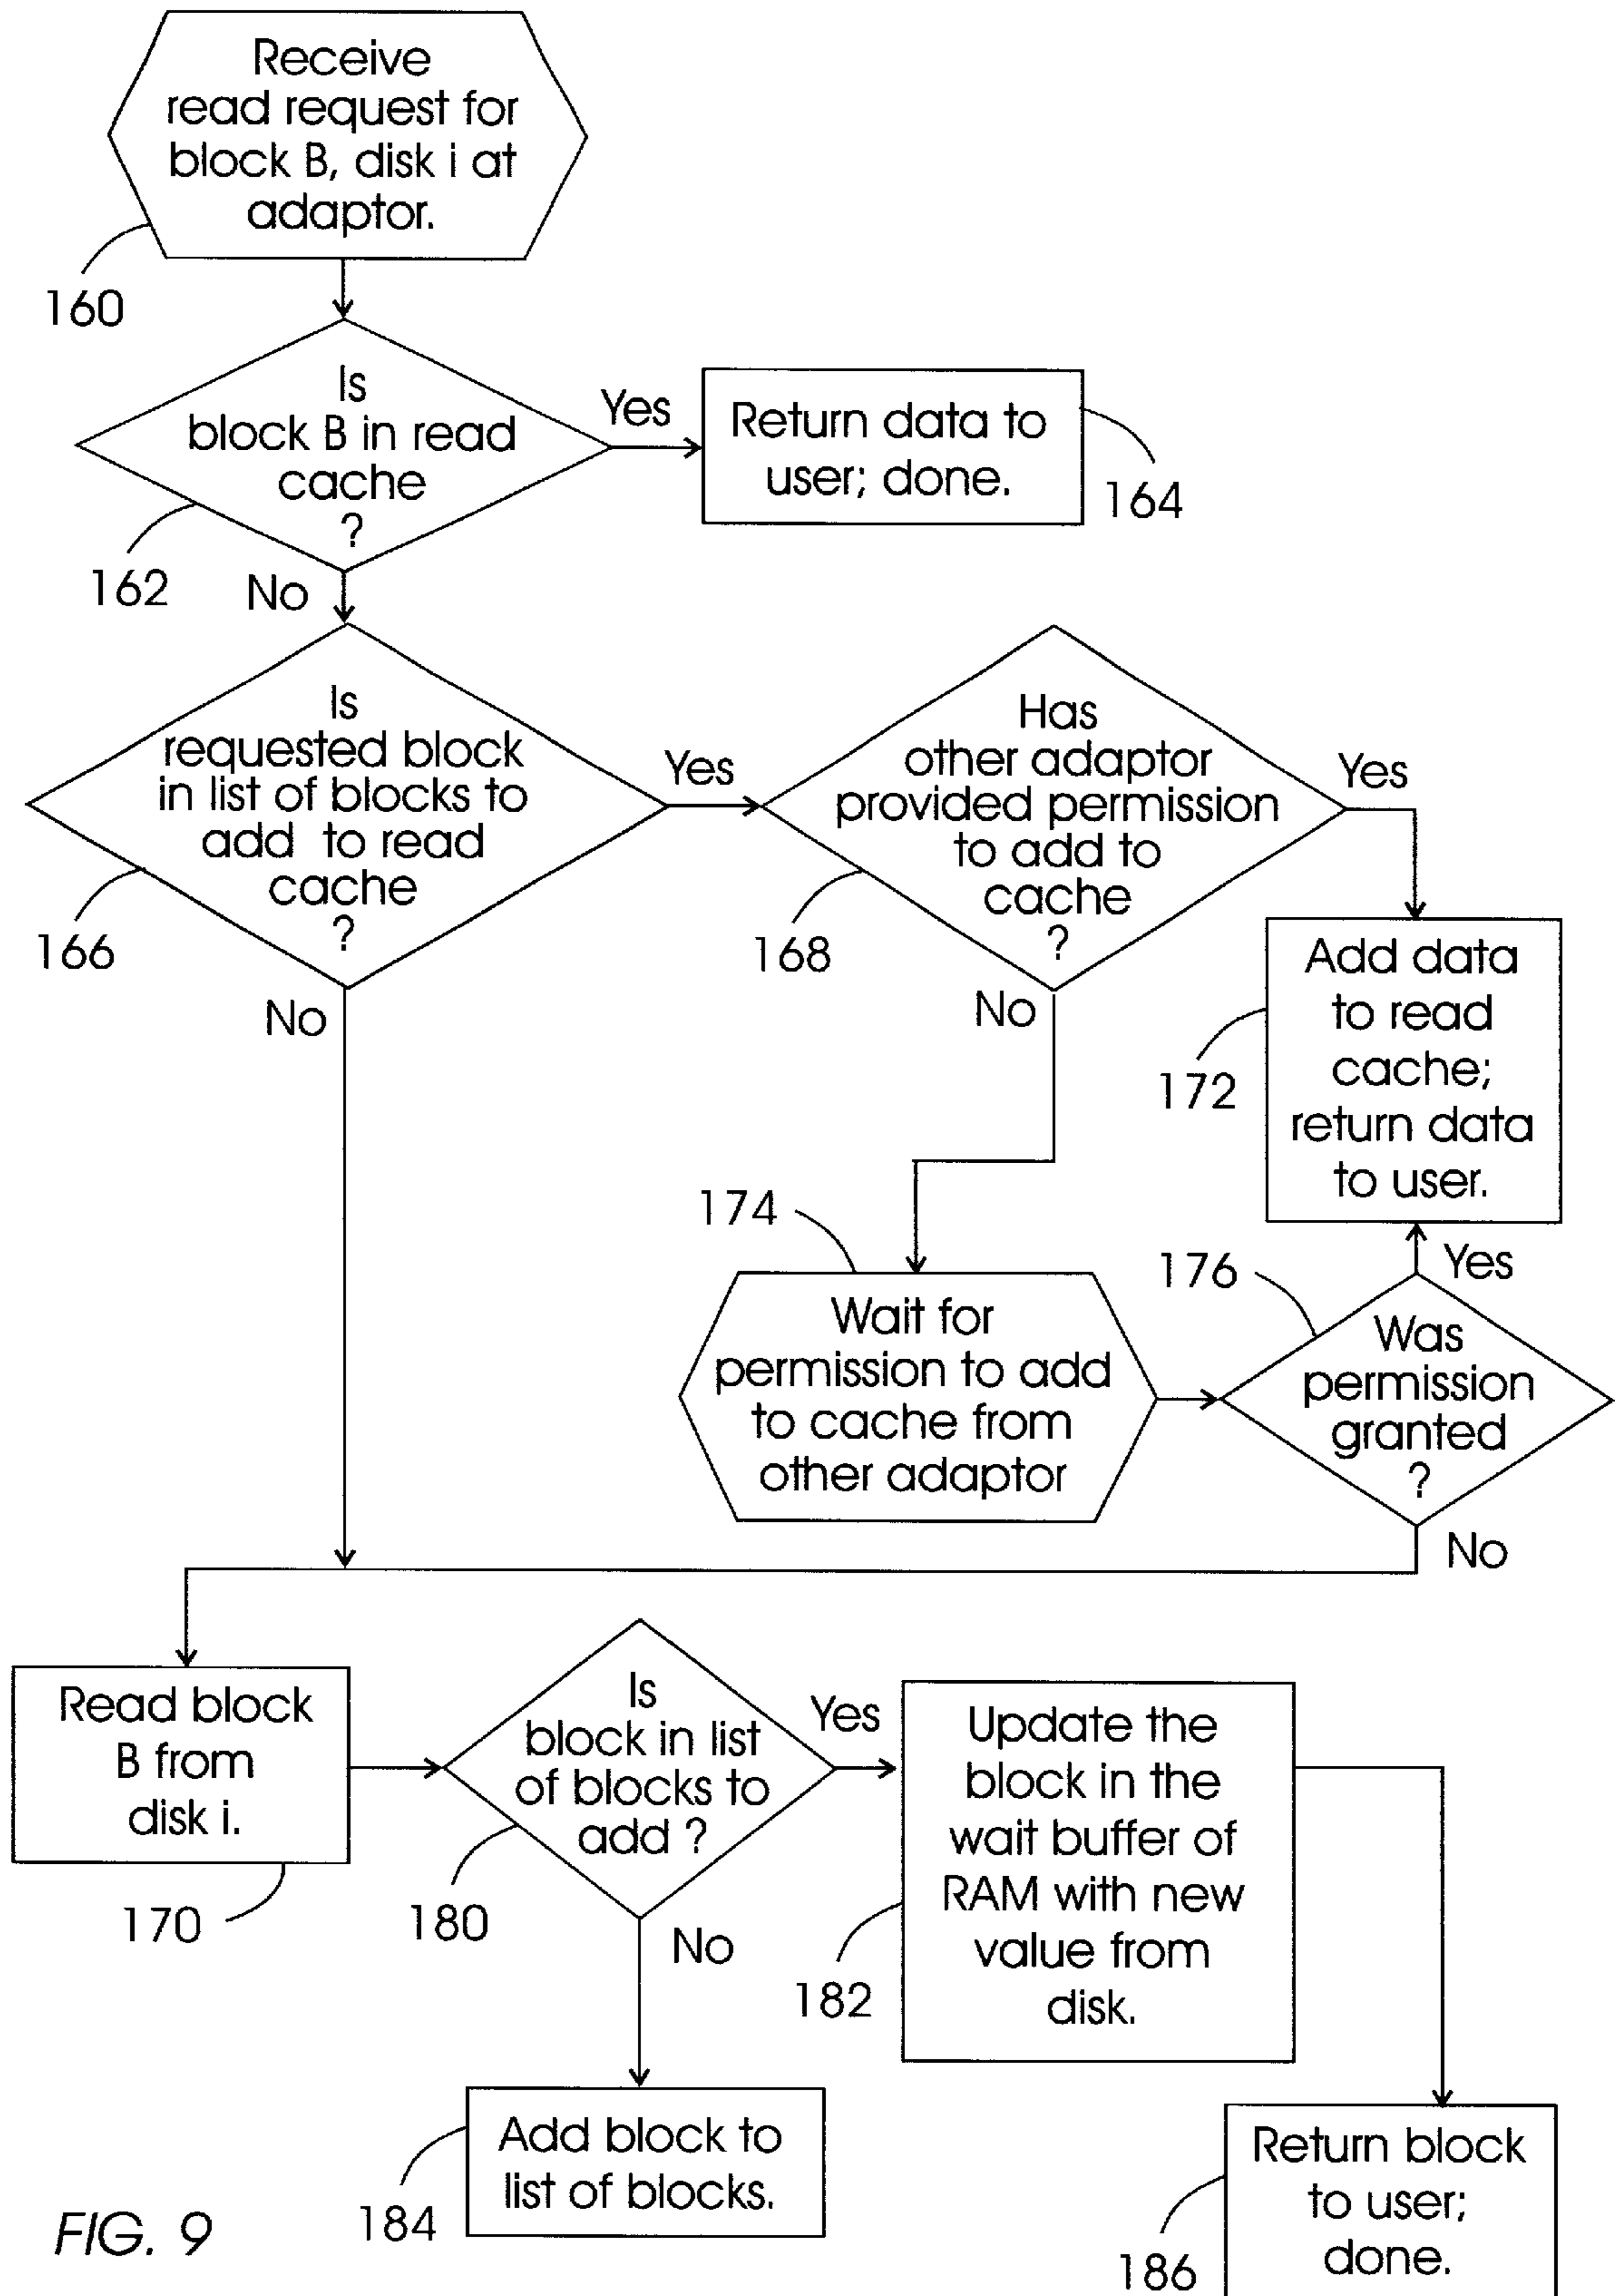 Receive
read request for
block B, disk i at
adaptor.
160
Is
block B in read
cache
?
Yes
Return data to
user; done.
164
162
No
Is
requested block
in list of blocks to
add to read
cache
?
Yes
166
No
Has
other adaptor
provided permission
to add to
cache
?
Yes
168
No
Add data
to read
cache;
return data
to user.
172
174
Wait for
permission to add
to cache from
other adaptor
176
Yes
Was
permission
granted
?
No
Read block
B from
disk i.
170
Is
block in list
of blocks to
add ?
Yes
180
No
Update the
block in the
wait buffer of
RAM with new
value from
disk.
182
Add block to
list of blocks.
184
Return block
to user;
done.
186
FIG. 9